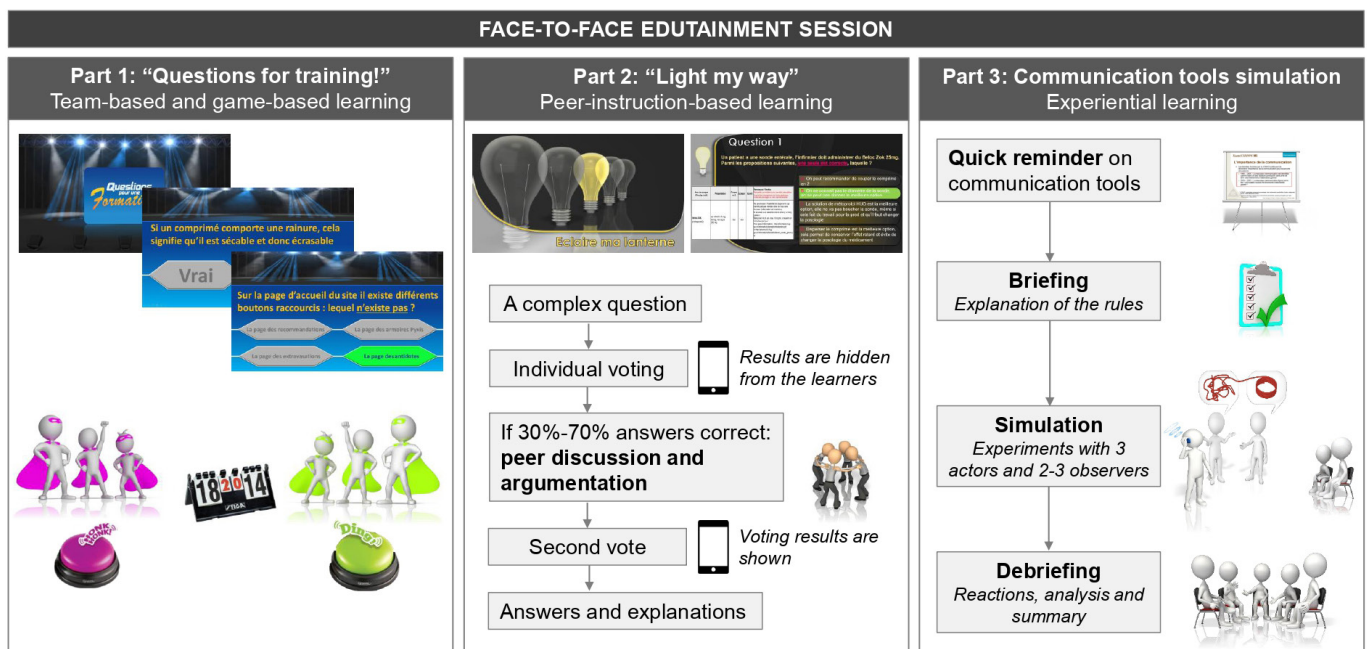 FACE-TO-FACE EDUTAINMENT SESSION
Part 1: “Questions for training!”
Team-based and game-based learning
Questions
pour une
Formation
Si un comprimé comporte une rainure, cela
signifie qu'il est sécable et donc écrasable
Vrai
Sur la page d'accueil du site il existe différents
boutons raccourcis : lequel n'existe pas ?
La page des recommandations
La page des armoires Pyxis
La page des extravasations
18
20
14
HONK
HONK!
Ding!
Part 2: “Light my way”
Peer-instruction-based learning
Eclaire ma lanterne
Question 1
A complex question
Individual voting
Results are hidden
from the learners
If 30%-70% answers correct:
peer discussion and
argumentation
Second vote
Voting results are
shown
Answers and explanations
Part 3: Communication tools simulation
Experiential learning
Quick reminder on
communication tools
Briefing
Explanation of the rules
Simulation
Experiments with 3
actors and 2-3 observers
Debriefing
Reactions, analysis and
summary